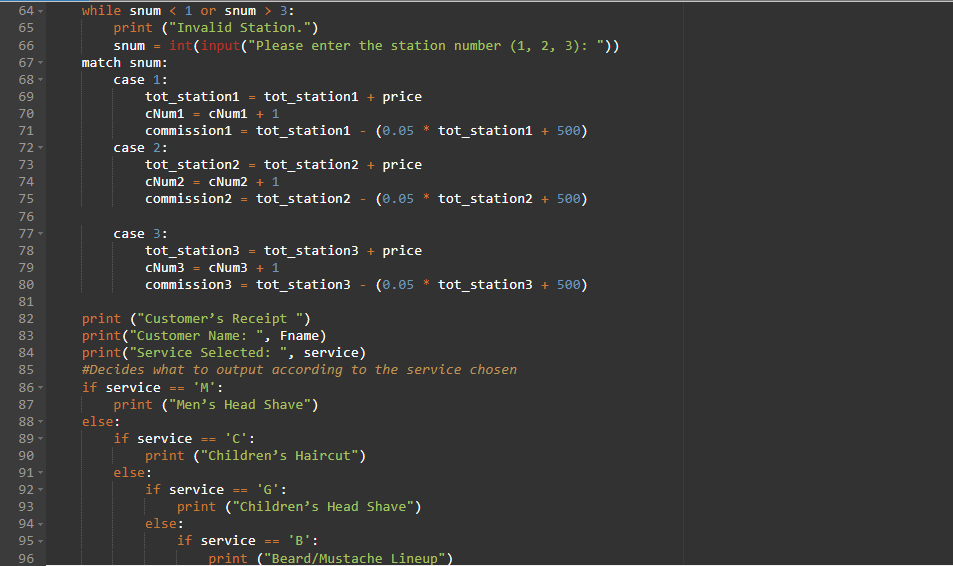 64 while snum < 1 or snum > 3:
65 print ("Invalid Station.")
66 snum = int(input("Please enter the station number (1, 2, 3): "))
67 match snum:
68 case 1:
69 tot_station1 = tot_station1 + price
70 cNum1 = cNum1 + 1
71 commission1 = tot_station1 - (0.05 * tot_station1 + 500)
72 case 2:
73 tot_station2 = tot_station2 + price
74 cNum2 = cNum2 + 1
75 commission2 = tot_station2 - (0.05 * tot_station2 + 500)
76
77 case 3:
78 tot_station3 = tot_station3 + price
79 cNum3 = cNum3 + 1
80 commission3 = tot_station3 - (0.05 * tot_station3 + 500)
81
82 print ("Customer’s Receipt ")
83 print("Customer Name: ", Fname)
84 print("Service Selected: ", service)
85 #Decides what to output according to the service chosen
86 if service == 'M':
87 print ("Men’s Head Shave")
88 else:
89 if service == 'C':
90 print ("Children’s Haircut")
91 else:
92 if service == 'G':
93 print ("Children’s Head Shave")
94 else:
95 if service == 'B':
96 print ("Beard/Mustache Lineup")